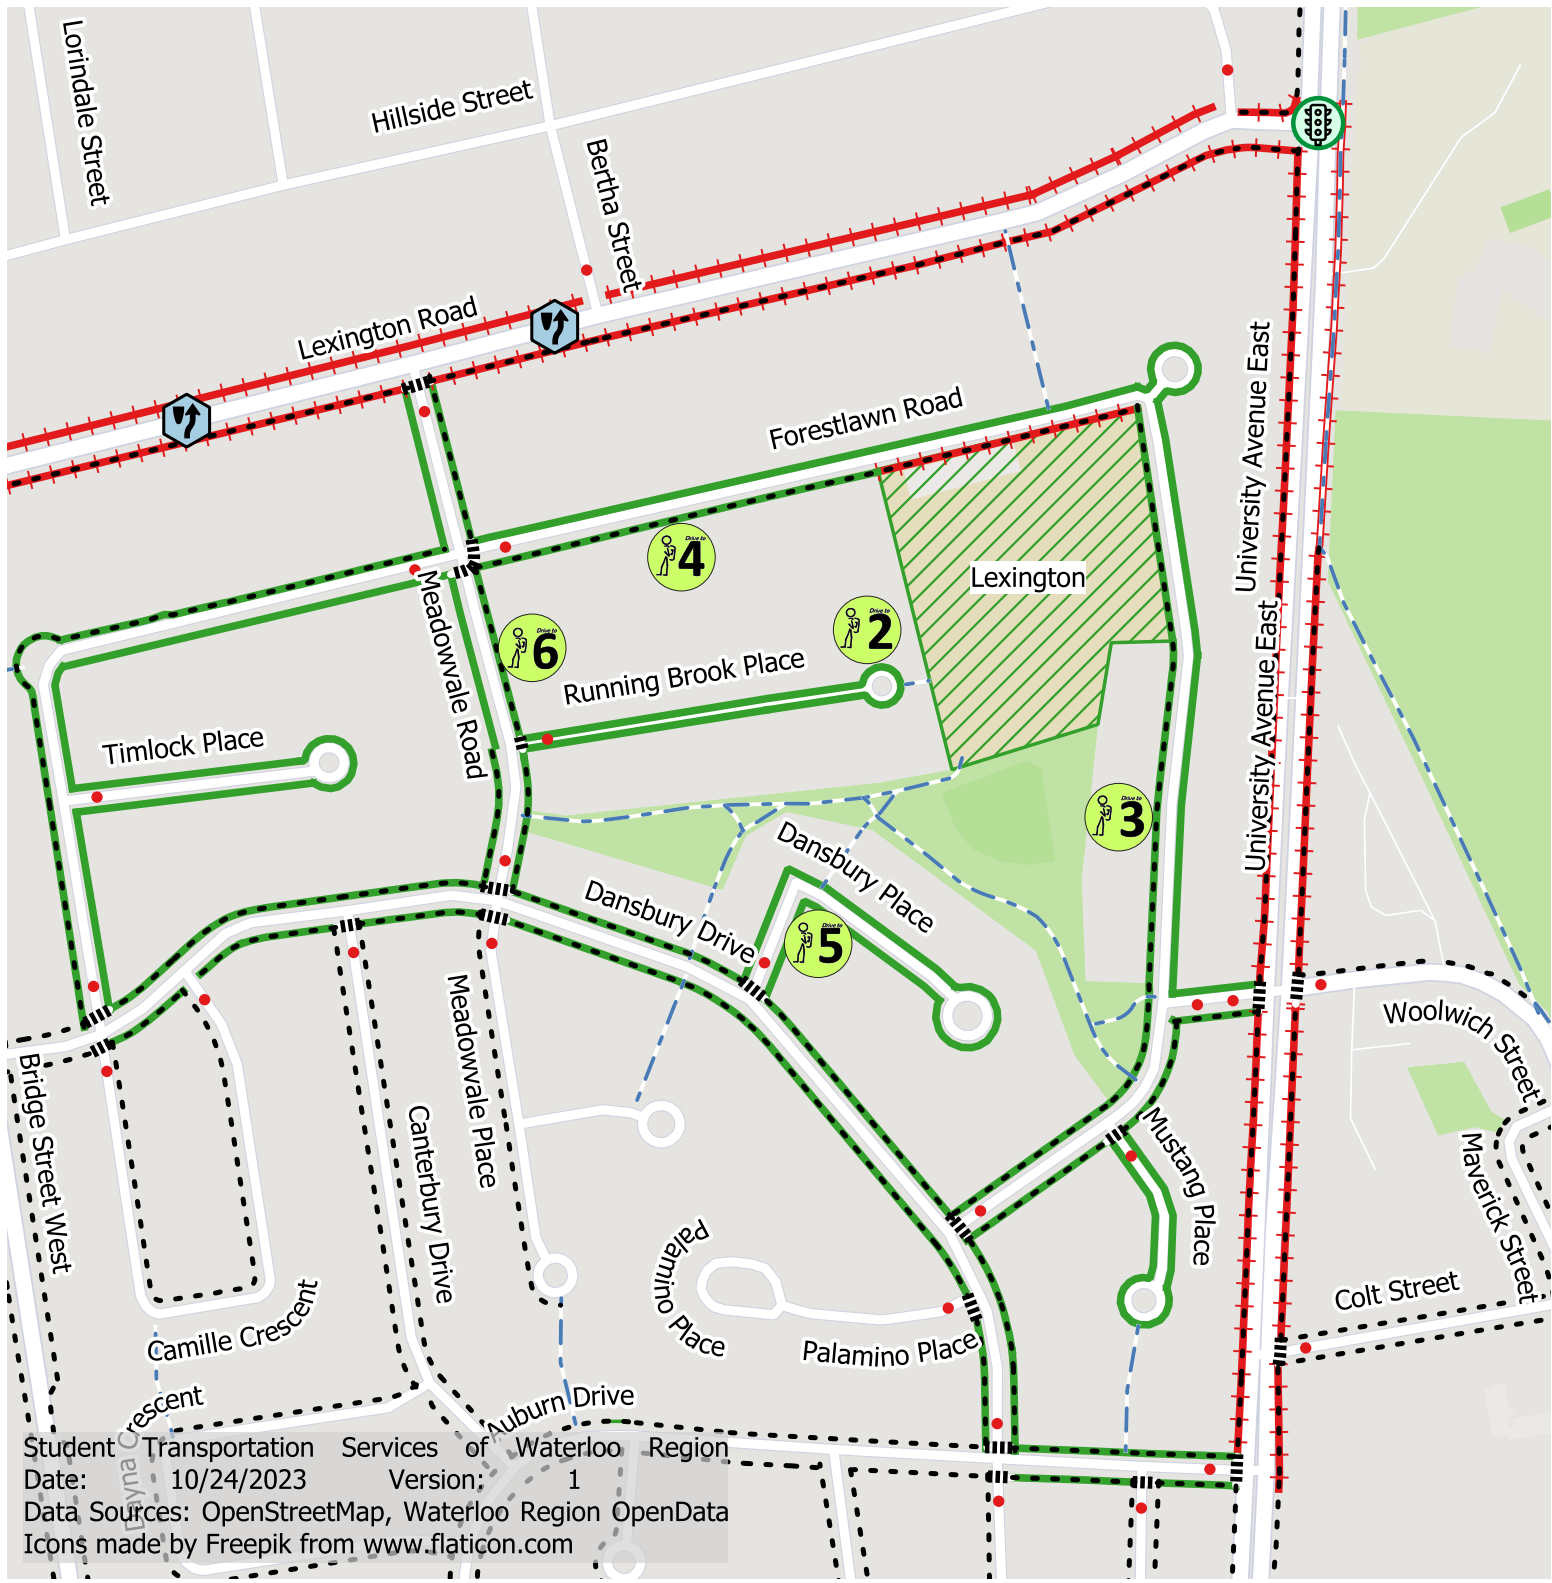 Lorindale Street
Hillside Street
Bertha Street
Lexington Road
University Avenue East
Forestlawn Road
Drive to
4
Lexington
Meadowvale Road
Drive to
6
Drive to
2
Running Brook Place
University Avenue East
Timlock Place
Drive to
3
Dansbury Place
Dansbury Drive
Drive to
5
Meadowvale Place
Woolwich Street
Bridge Street West
Canterbury Drive
Mustang Place
Maverick Street
Palamino Place
Camille Crescent
Palamino Place
Colt Street
Auburn Drive
Dayna Crescent
Student Transportation Services of Waterloo Region
Date: 10/24/2023 Version: 1
Data Sources: OpenStreetMap, Waterloo Region OpenData
Icons made by Freepik from www.flaticon.com